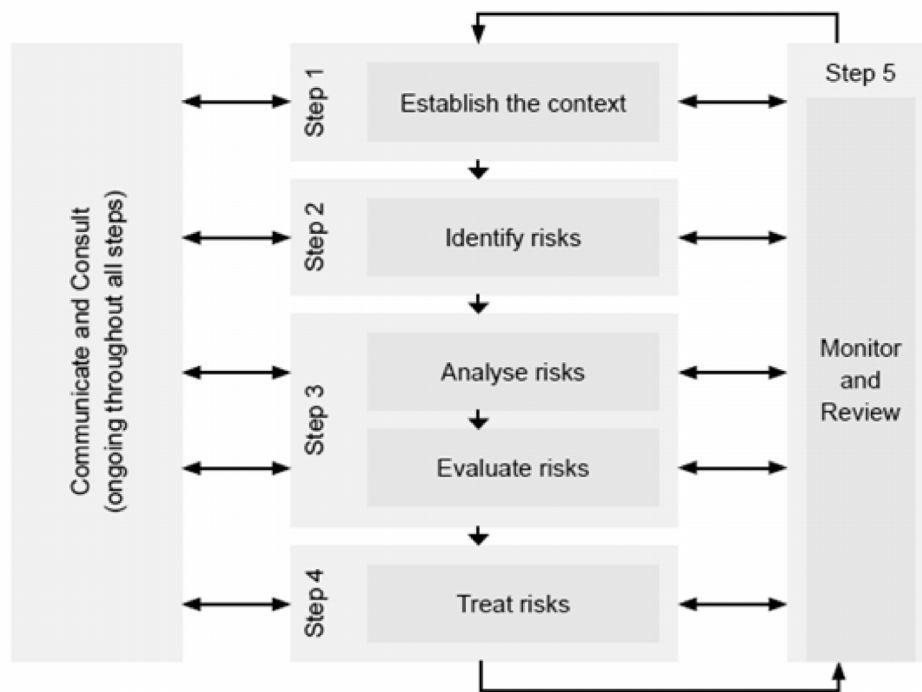 Communicate and Consult
(ongoing throughout all steps)
Step 1
Establish the context
Step 2
Identify risks
Step 3
Analyse risks
Evaluate risks
Step 4
Treat risks
Step 5
Monitor
and
Review